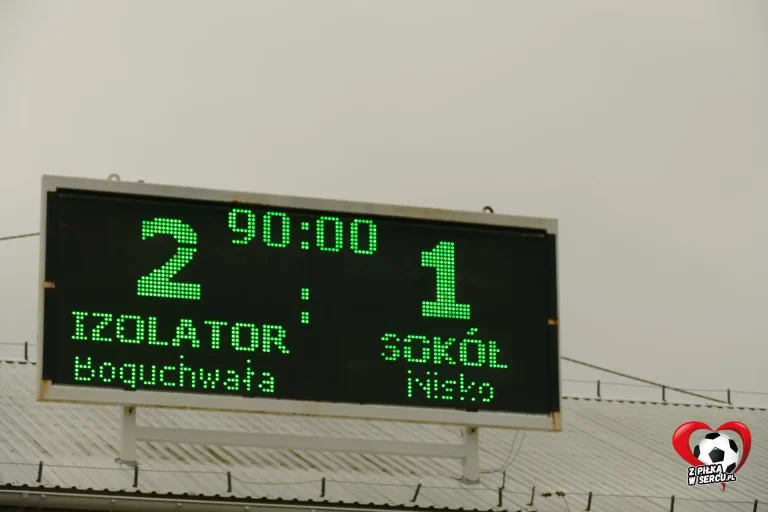 90:00
2 : 1
IZOLATOR SOKÓŁ
Boguchwała Nisko
Z PIŁKĄ
W SERCU.PL